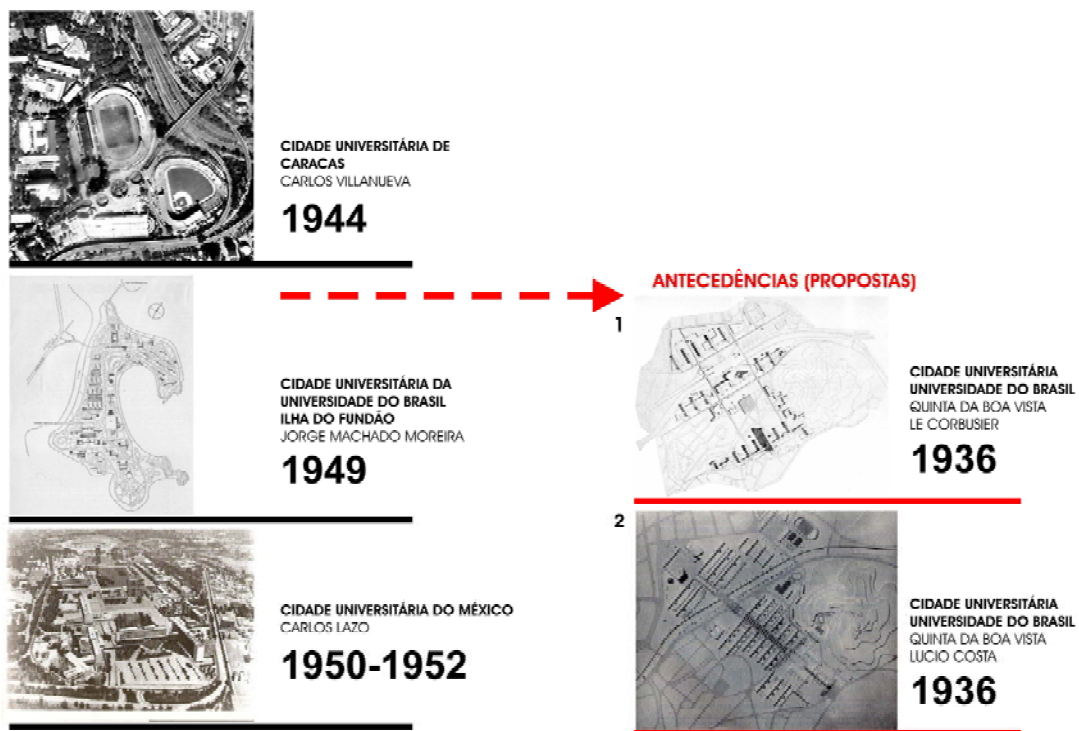 CIDADE UNIVERSITÁRIA DE
CARACAS
CARLOS VILLANUEVA
1944
CIDADE UNIVERSITÁRIA DA
UNIVERSIDADE DO BRASIL
ILHA DO FUNDÃO
JORGE MACHADO MOREIRA
1949
CIDADE UNIVERSITÁRIA DO MÉXICO
CARLOS LAZO
1950-1952
ANTECEDÊNCIAS (PROPOSTAS)
1
CIDADE UNIVERSITÁRIA
UNIVERSIDADE DO BRASIL
QUINTA DA BOA VISTA
LE CORBUSIER
1936
2
CIDADE UNIVERSITÁRIA
UNIVERSIDADE DO BRASIL
QUINTA DA BOA VISTA
LUCIO COSTA
1936